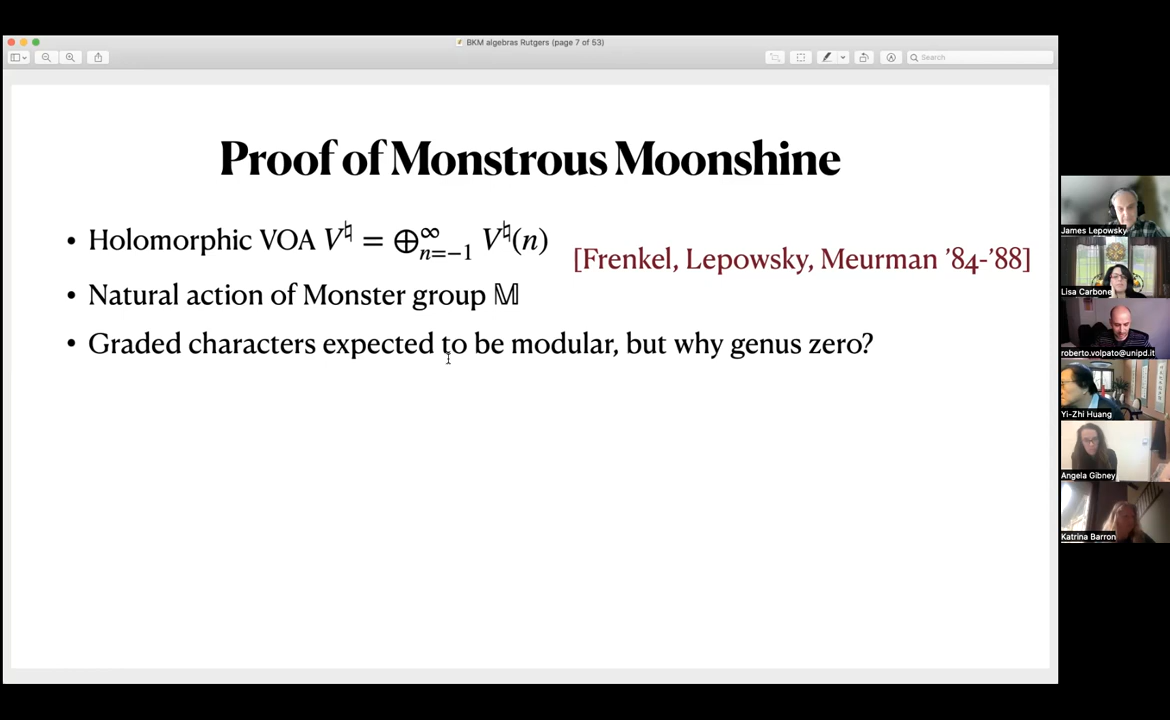 BKM algebras Rutgers (page 7 of 53)
Search
Proof of Monstrous Moonshine
• Holomorphic VOA V♮ = ⊕∞n=−1 V♮(n)
[Frenkel, Lepowsky, Meurman '84-'88]
• Natural action of Monster group 𝕄
• Graded characters expected to be modular, but why genus zero?
James Lepowsky
Lisa Carbone
roberto.volpato@unipd.it
Yi-Zhi Huang
Angela Gibney
Katrina Barron